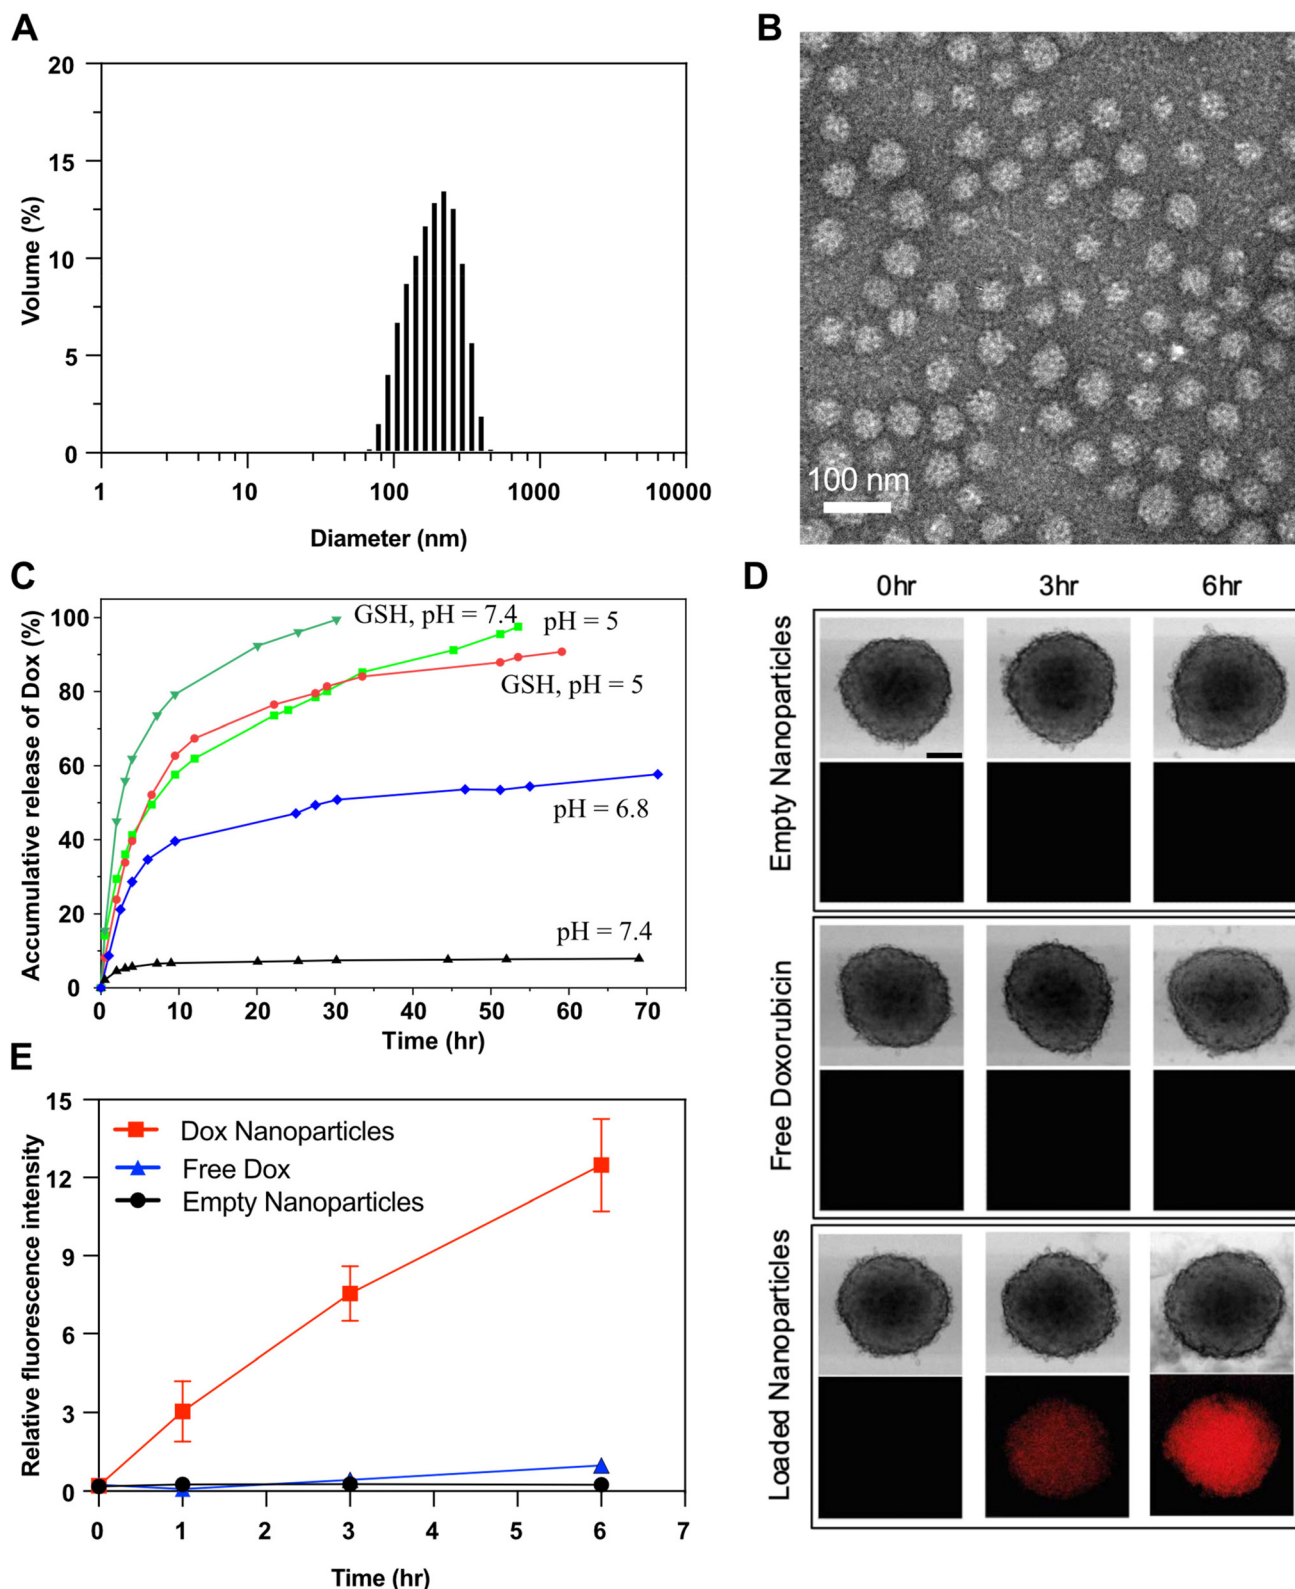 A
20
15
10
5
0
Volume (%)
1 10 100 1000 10000
Diameter (nm)
B
100 nm
C
100
80
60
40
20
0
Accumulative release of Dox (%)
GSH, pH = 7.4
pH = 5
GSH, pH = 5
pH = 6.8
pH = 7.4
0 10 20 30 40 50 60 70
Time (hr)
D
0hr 3hr 6hr
Empty Nanoparticles
Free Doxorubicin
Loaded Nanoparticles
E
15
12
9
6
3
0
Relative fluorescence intensity
Dox Nanoparticles
Free Dox
Empty Nanoparticles
0 1 2 3 4 5 6 7
Time (hr)